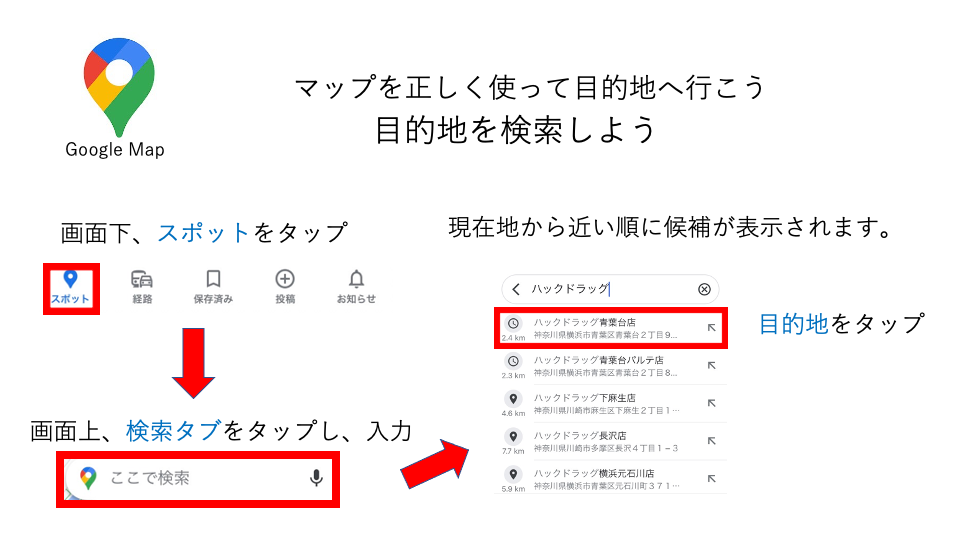 マップを正しく使って目的地へ行こう
目的地を検索しよう
Google Map
画面下、スポットをタップ
スポット
経路
保存済み
投稿
お知らせ
画面上、検索タブをタップし、入力
ここで検索
現在地から近い順に候補が表示されます。
ハックドラッグ
ハックドラッグ青葉台店
2.4 km 神奈川県横浜市青葉区青葉台２丁目９...
ハックドラッグ青葉台パルテ店
2.3 km 神奈川県横浜市青葉区青葉台２丁目８...
ハックドラッグ下麻生店
4.6 km 神奈川県川崎市麻生区下麻生２丁目１…
ハックドラッグ長沢店
7.7 km 神奈川県川崎市多摩区長沢４丁目１−３
ハックドラッグ横浜元石川店
5.9 km 神奈川県横浜市青葉区元石川町３７１…
目的地をタップ